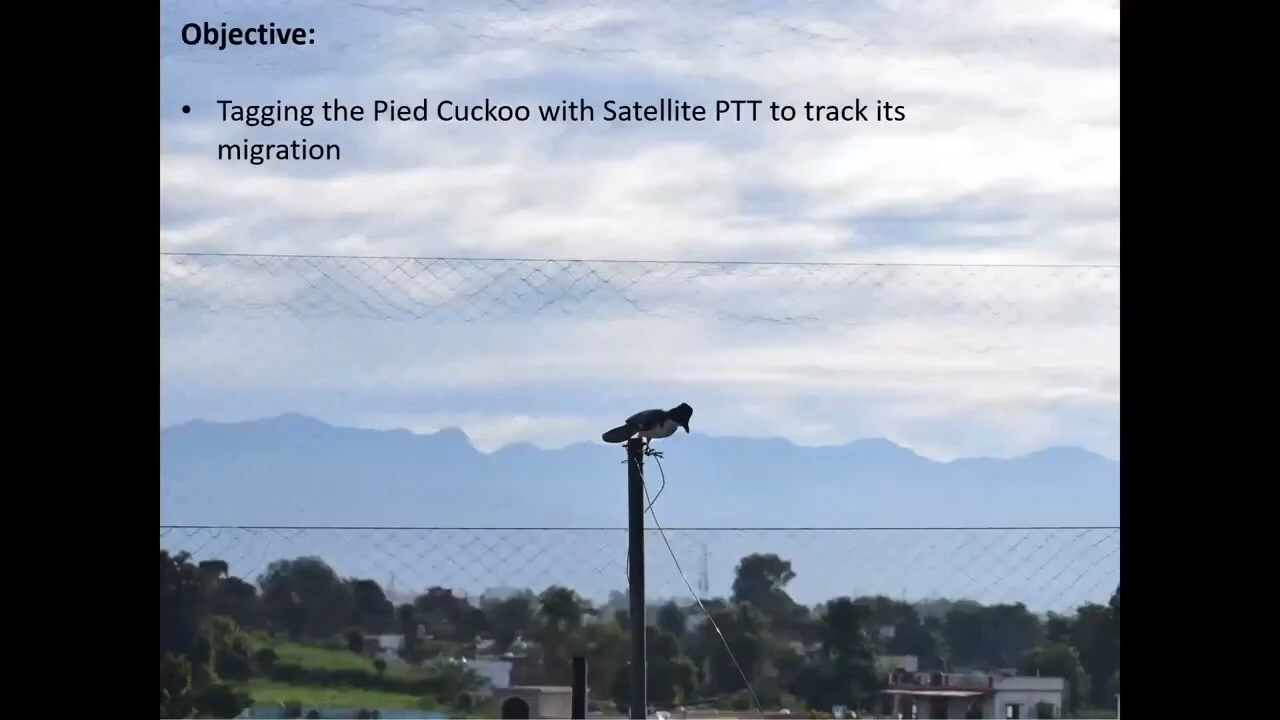 Objective:
• Tagging the Pied Cuckoo with Satellite PTT to track its
migration